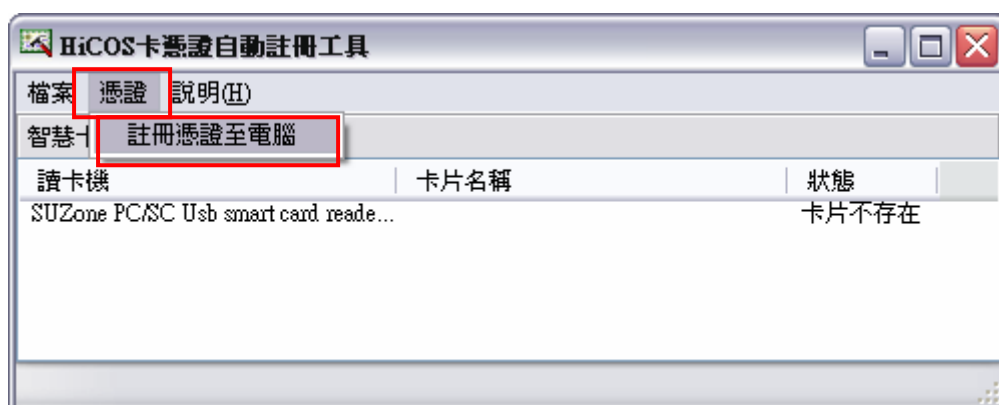 HiCOS卡憑證自動註冊工具
檔案 憑證 說明(H)
智慧卡
註冊憑證至電腦
讀卡機 卡片名稱 狀態
SUZone PC/SC Usb smart card reade... 卡片不存在